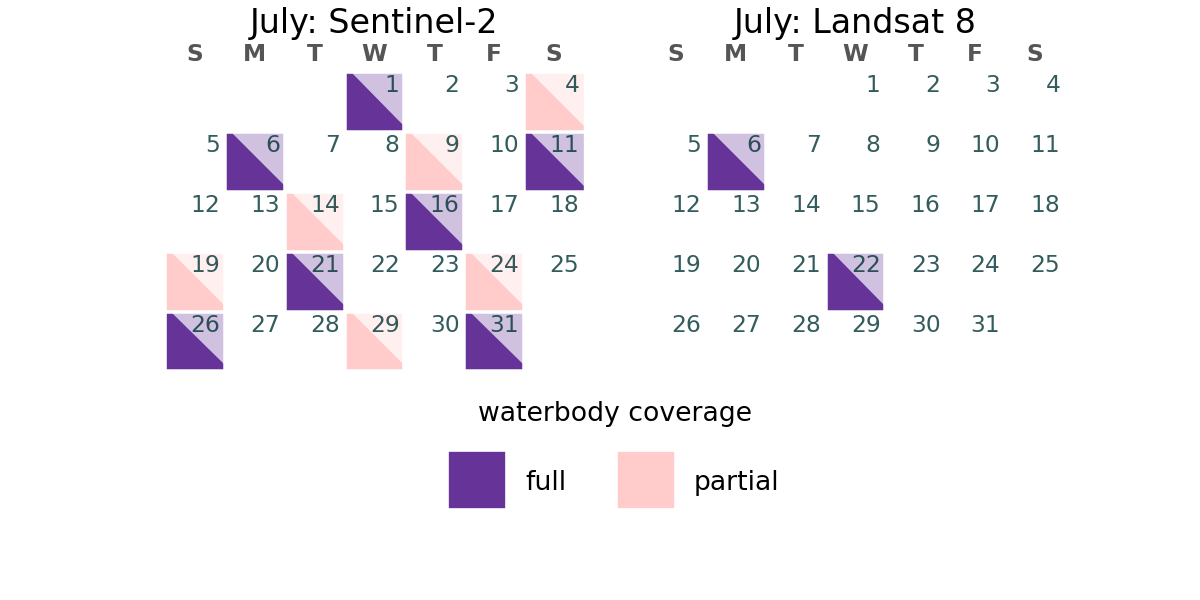 July: Sentinel-2
S M T W T F S
1 2 3 4
5 6 7 8 9 10 11
12 13 14 15 16 17 18
19 20 21 22 23 24 25
26 27 28 29 30 31
July: Landsat 8
S M T W T F S
1 2 3 4
5 6 7 8 9 10 11
12 13 14 15 16 17 18
19 20 21 22 23 24 25
26 27 28 29 30 31
waterbody coverage
full partial